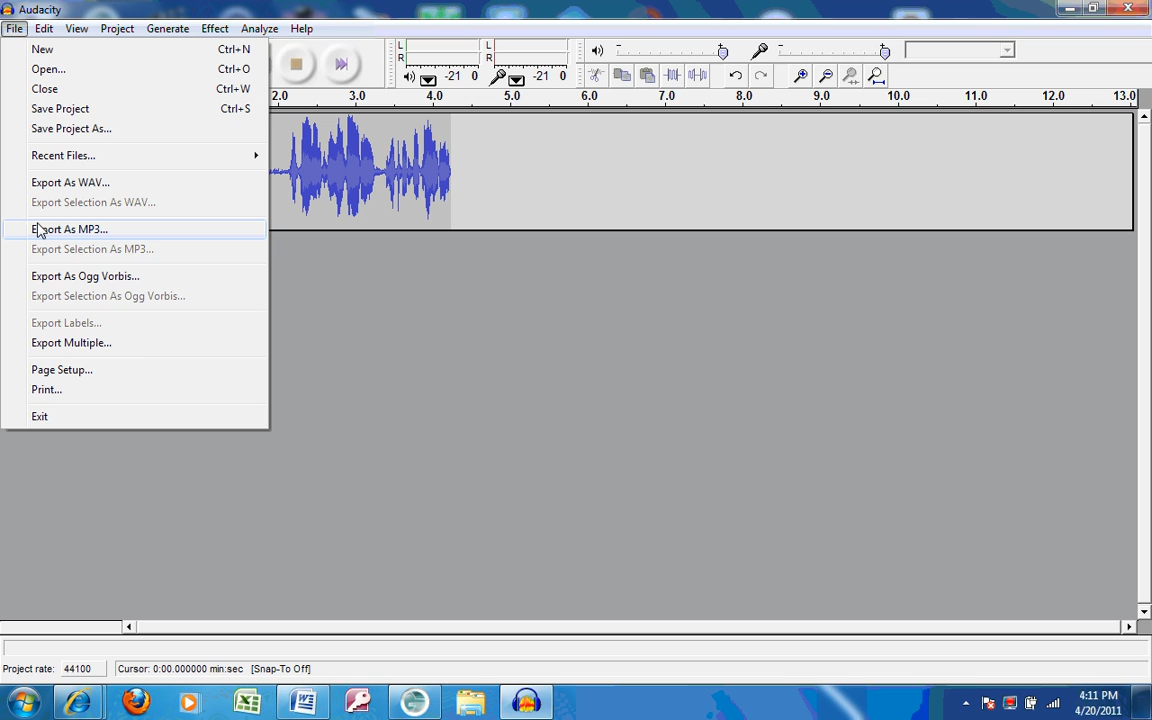 Audacity
File Edit View Project Generate Effect Analyze Help
New Ctrl+N
Open... Ctrl+O
Close Ctrl+W
Save Project Ctrl+S
Save Project As...
Recent Files...
Export As WAV...
Export Selection As WAV...
Export As MP3...
Export Selection As MP3...
Export As Ogg Vorbis...
Export Selection As Ogg Vorbis...
Export Labels...
Export Multiple...
Page Setup...
Print...
Exit
L L
R R
-21 0 -21 0
2.0 3.0 4.0 5.0 6.0 7.0 8.0 9.0 10.0 11.0 12.0 13.0
Project rate: 44100 Cursor: 0:00.000000 min:sec [Snap-To Off]
4:11 PM
4/20/2011